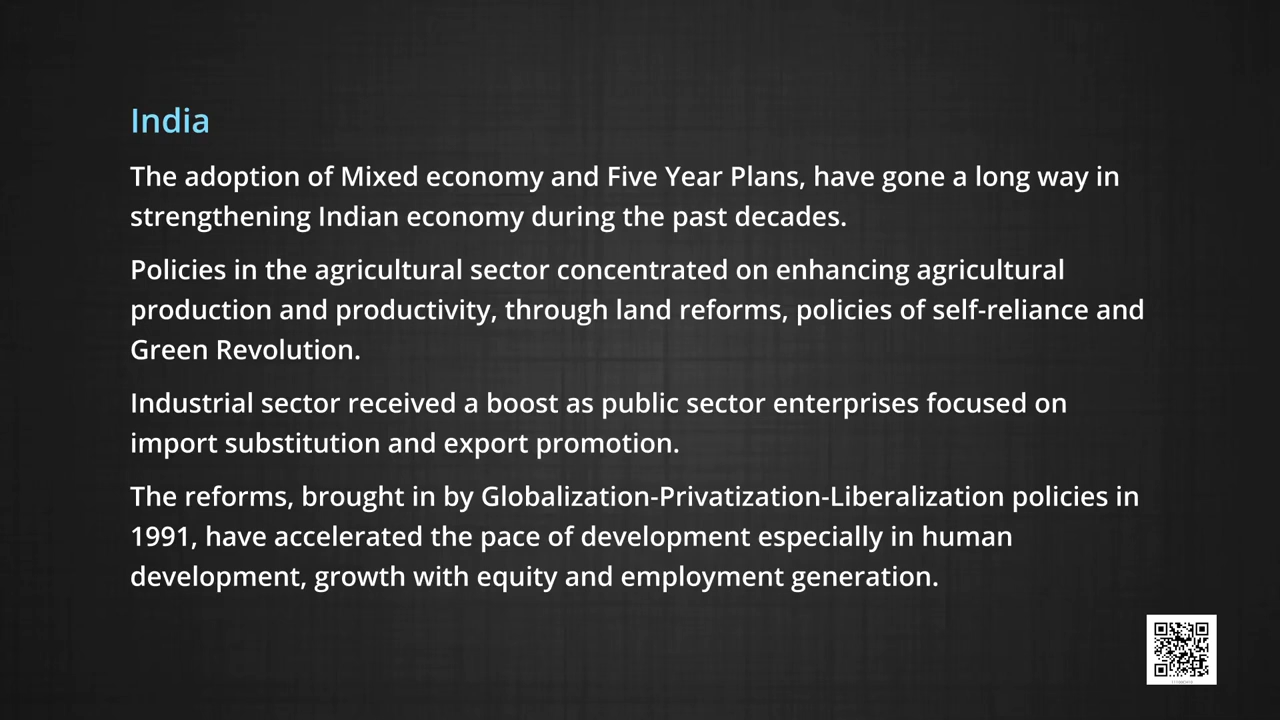 India
The adoption of Mixed economy and Five Year Plans, have gone a long way in
strengthening Indian economy during the past decades.
Policies in the agricultural sector concentrated on enhancing agricultural
production and productivity, through land reforms, policies of self-reliance and
Green Revolution.
Industrial sector received a boost as public sector enterprises focused on
import substitution and export promotion.
The reforms, brought in by Globalization-Privatization-Liberalization policies in
1991, have accelerated the pace of development especially in human
development, growth with equity and employment generation.